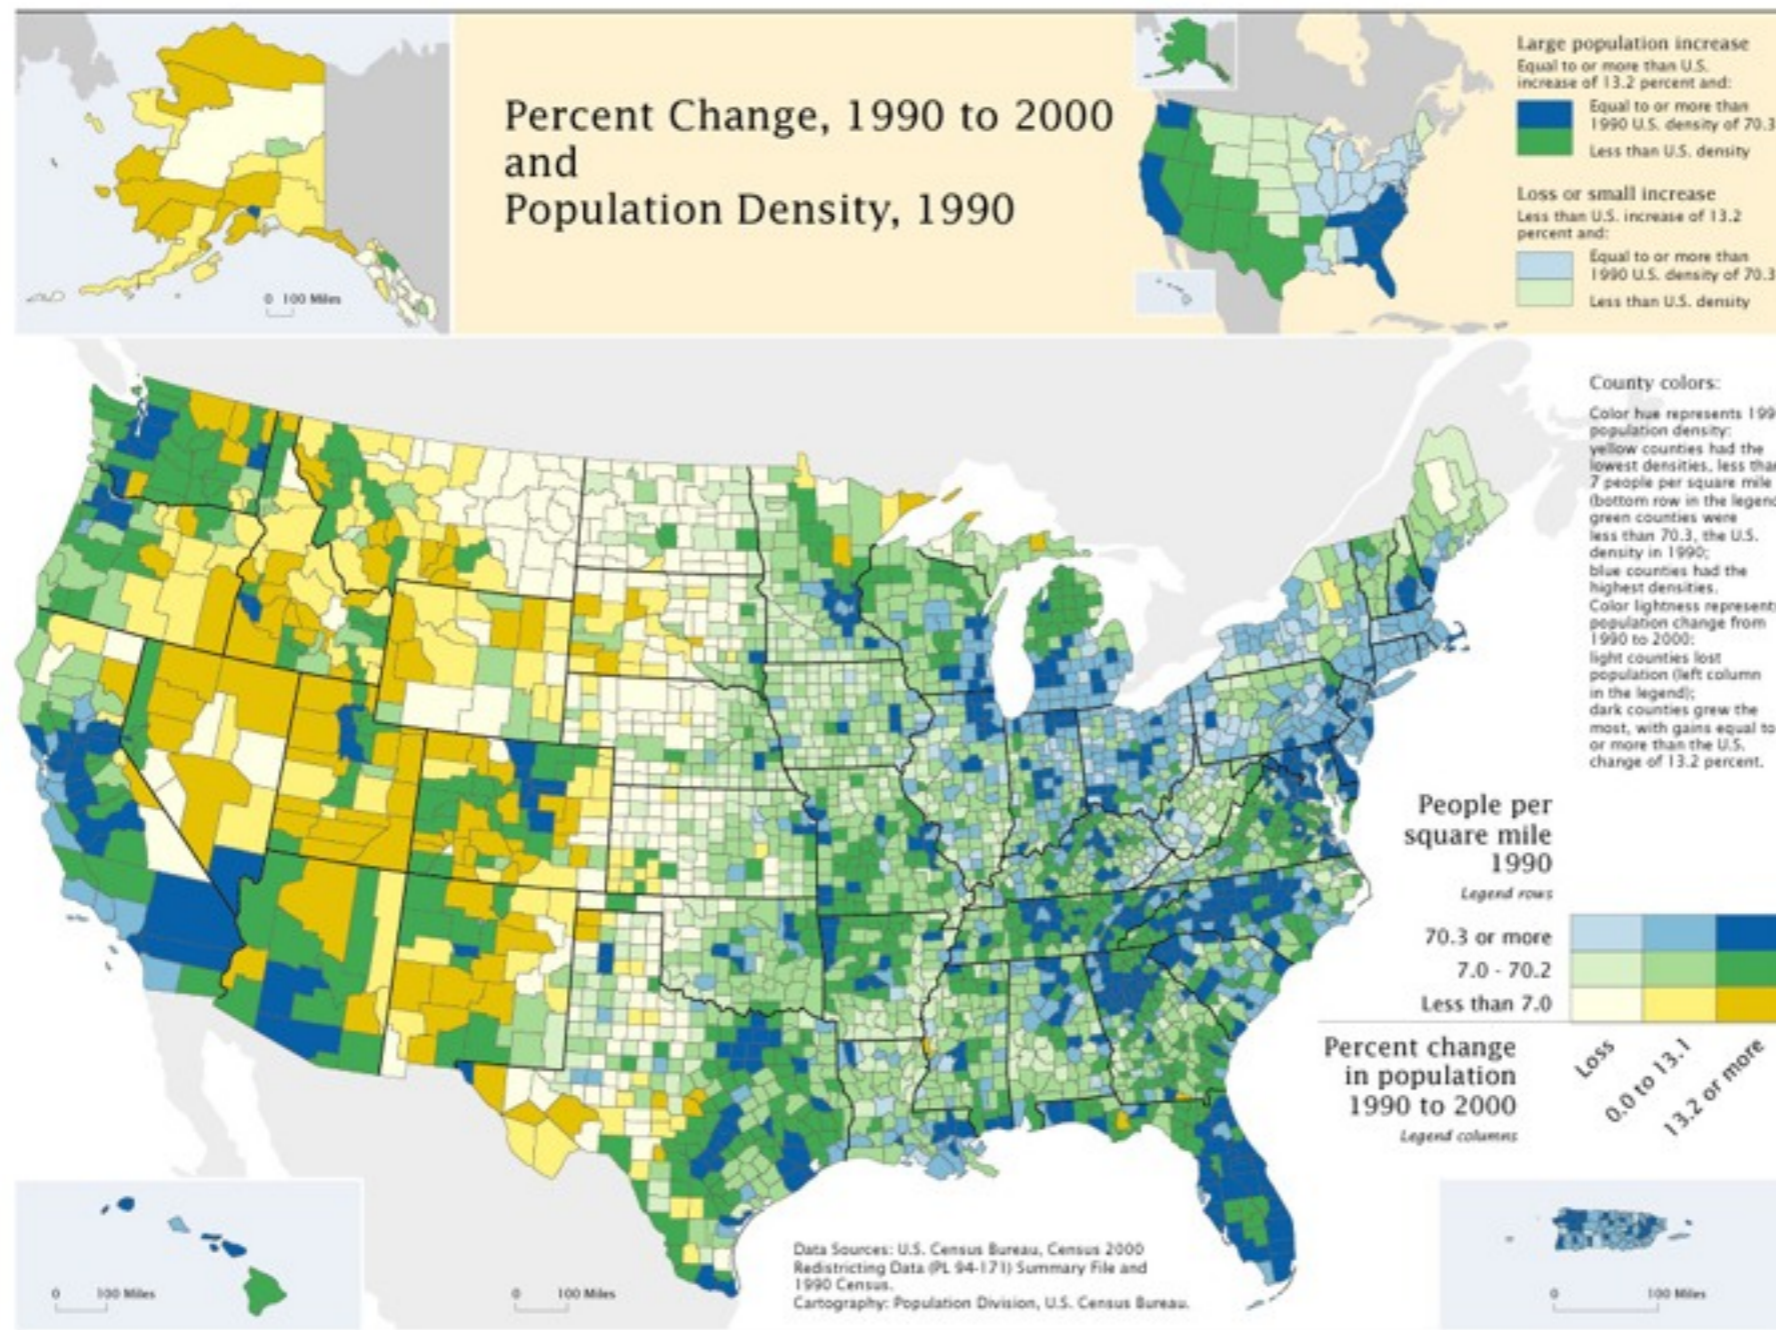 Percent Change, 1990 to 2000
and
Population Density, 1990
0 100 Miles
Large population increase
Equal to or more than U.S.
increase of 13.2 percent and:
Equal to or more than
1990 U.S. density of 70.3
Less than U.S. density
Loss or small increase
Less than U.S. increase of 13.2
percent and:
Equal to or more than
1990 U.S. density of 70.3
Less than U.S. density
County colors:
Color hue represents 199
population density:
yellow counties had the
lowest densities, less than
7 people per square mile
(bottom row in the legend
green counties were
less than 70.3, the U.S.
density in 1990;
blue counties had the
highest densities.
Color lightness represents
population change from
1990 to 2000:
light counties lost
population (left column
in the legend);
dark counties grew the
most, with gains equal to
or more than the U.S.
change of 13.2 percent.
People per
square mile
1990
Legend rows
70.3 or more
7.0 - 70.2
Less than 7.0
Percent change
in population
1990 to 2000
Legend columns
Loss
0.0 to 13.1
13.2 or more
Data Sources: U.S. Census Bureau, Census 2000
Redistricting Data (PL 94-171) Summary File and
1990 Census.
Cartography: Population Division, U.S. Census Bureau.
0 100 Miles
0 100 Miles
0 100 Miles